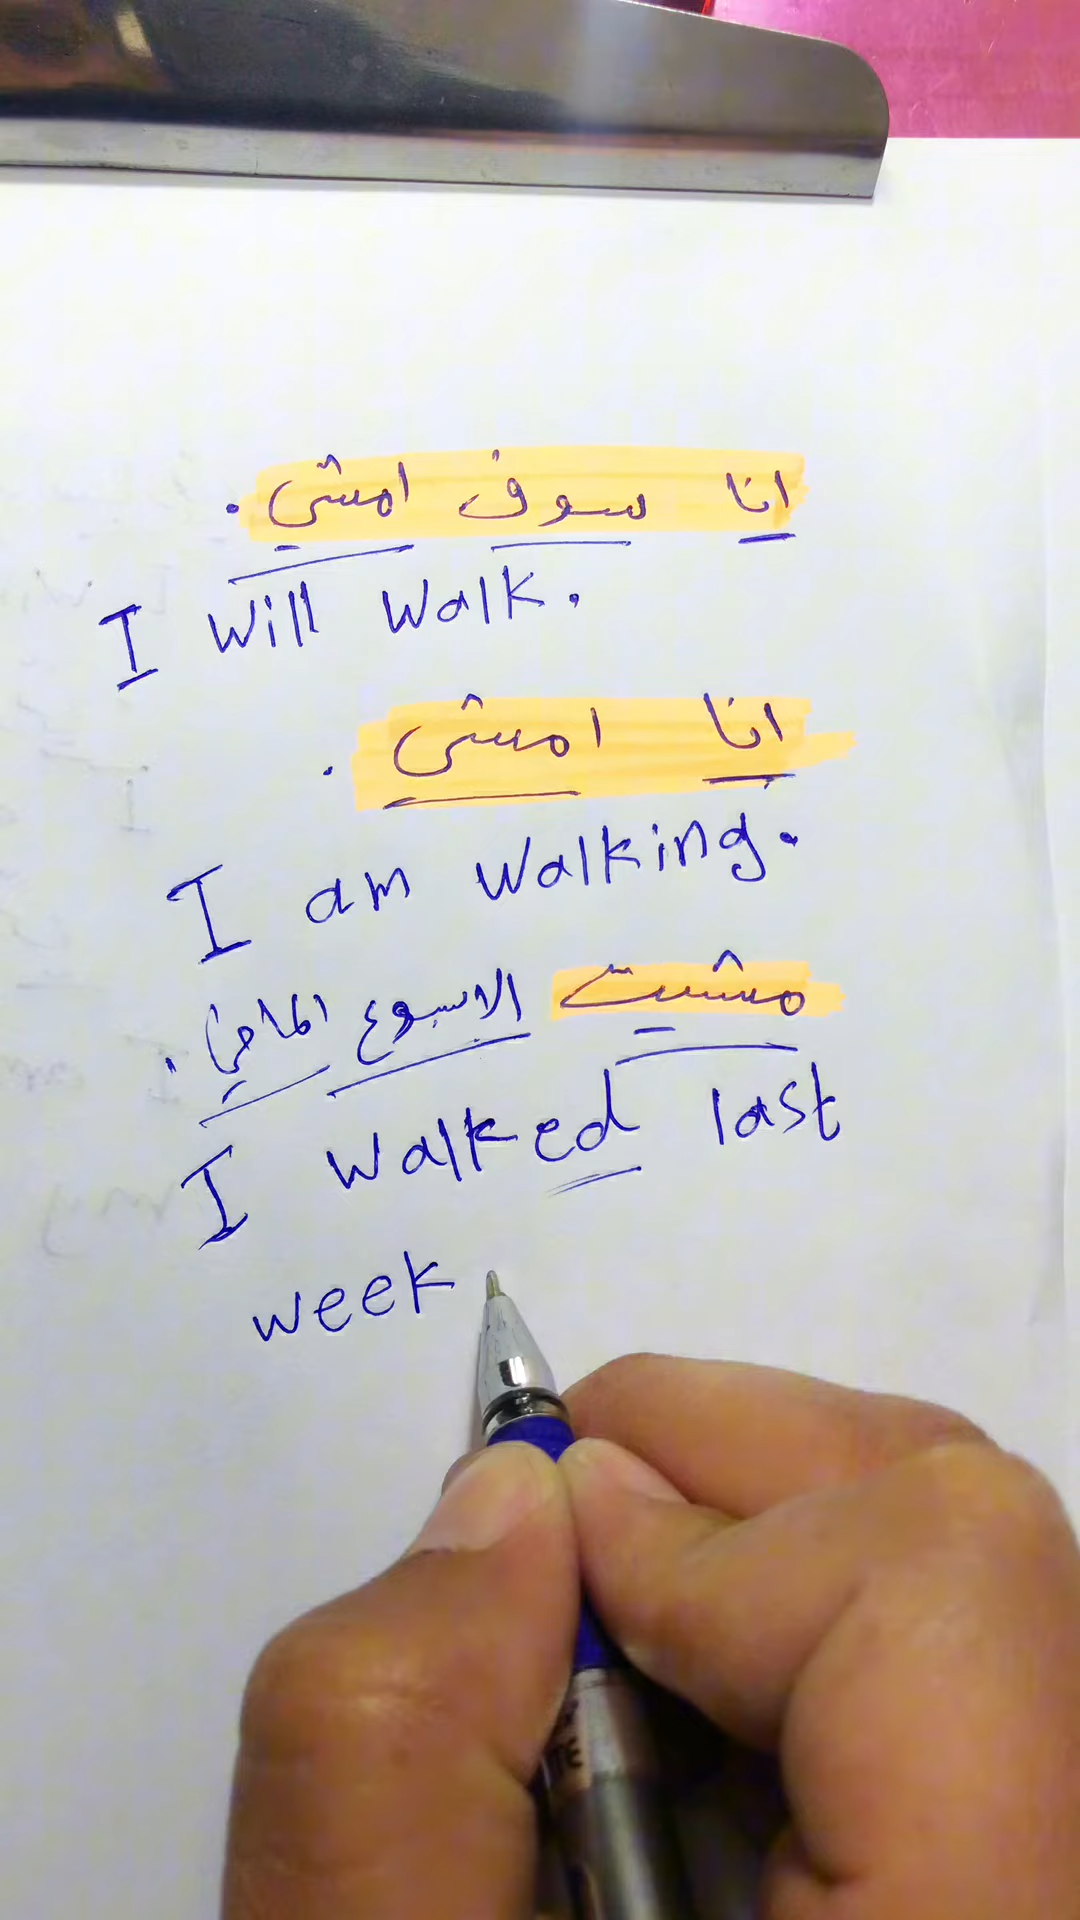 انا سوف امشي .
I will walk.
انا امشي .
I am walking.
مشيت الاسبوع الماضي .
I walked last
week